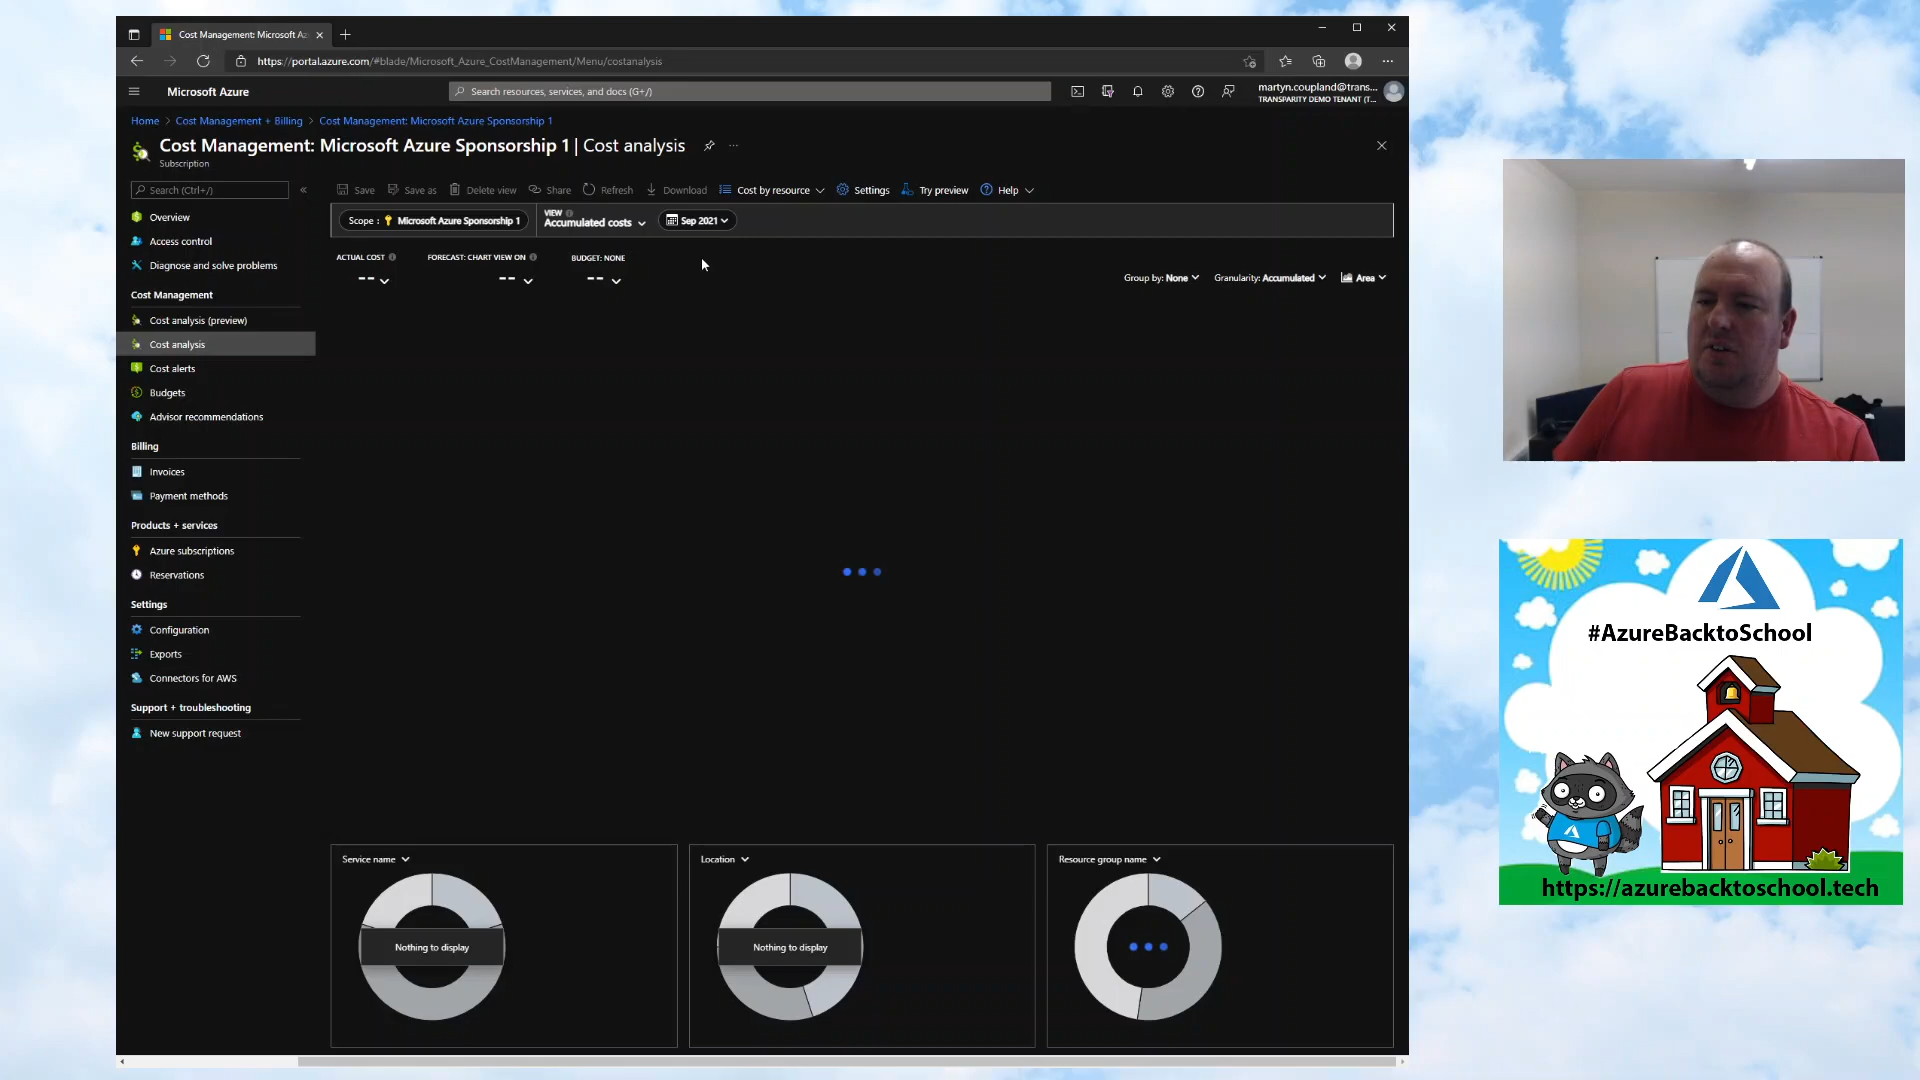 Cost Management: Microsoft Az
https://portal.azure.com/#blade/Microsoft_Azure_CostManagement/Menu/costanalysis
Microsoft Azure
Search resources, services, and docs (G+/)
martyn.coupland@trans...
TRANSPARITY DEMO TENANT (T...
Home > Cost Management + Billing > Cost Management: Microsoft Azure Sponsorship 1
Cost Management: Microsoft Azure Sponsorship 1 | Cost analysis
Subscription
Search (Ctrl+/)
Save
Save as
Delete view
Share
Refresh
Download
Cost by resource
Settings
Try preview
Help
Overview
Access control
Diagnose and solve problems
Cost Management
Cost analysis (preview)
Cost analysis
Cost alerts
Budgets
Advisor recommendations
Billing
Invoices
Payment methods
Products + services
Azure subscriptions
Reservations
Settings
Configuration
Exports
Connectors for AWS
Support + troubleshooting
New support request
Scope : Microsoft Azure Sponsorship 1
VIEW
Accumulated costs
Sep 2021
ACTUAL COST
--
FORECAST: CHART VIEW ON
--
BUDGET: NONE
--
Group by: None
Granularity: Accumulated
Area
Service name
Nothing to display
Location
Nothing to display
Resource group name
#AzureBacktoSchool
https://azurebacktoschool.tech